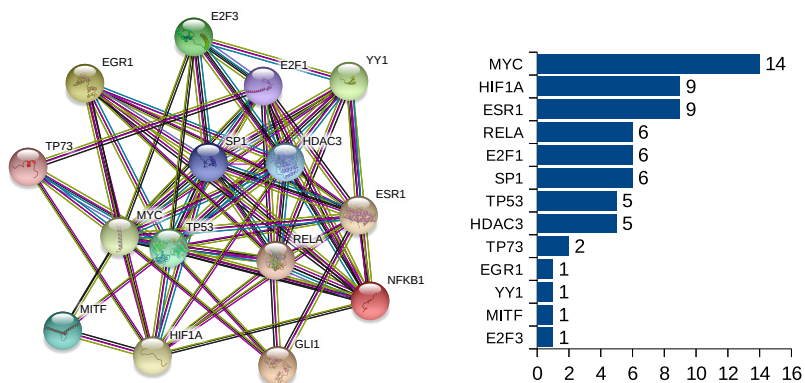 E2F3
EGR1
E2F1
YY1
TP73
SP1
HDAC3
ESR1
MYC
TP53
RELA
NFKB1
MITF
HIF1A
GLI1
MYC 14
HIF1A 9
ESR1 9
RELA 6
E2F1 6
SP1 6
TP53 5
HDAC3 5
TP73 2
EGR1 1
YY1 1
MITF 1
E2F3 1
0 2 4 6 8 10 12 14 16